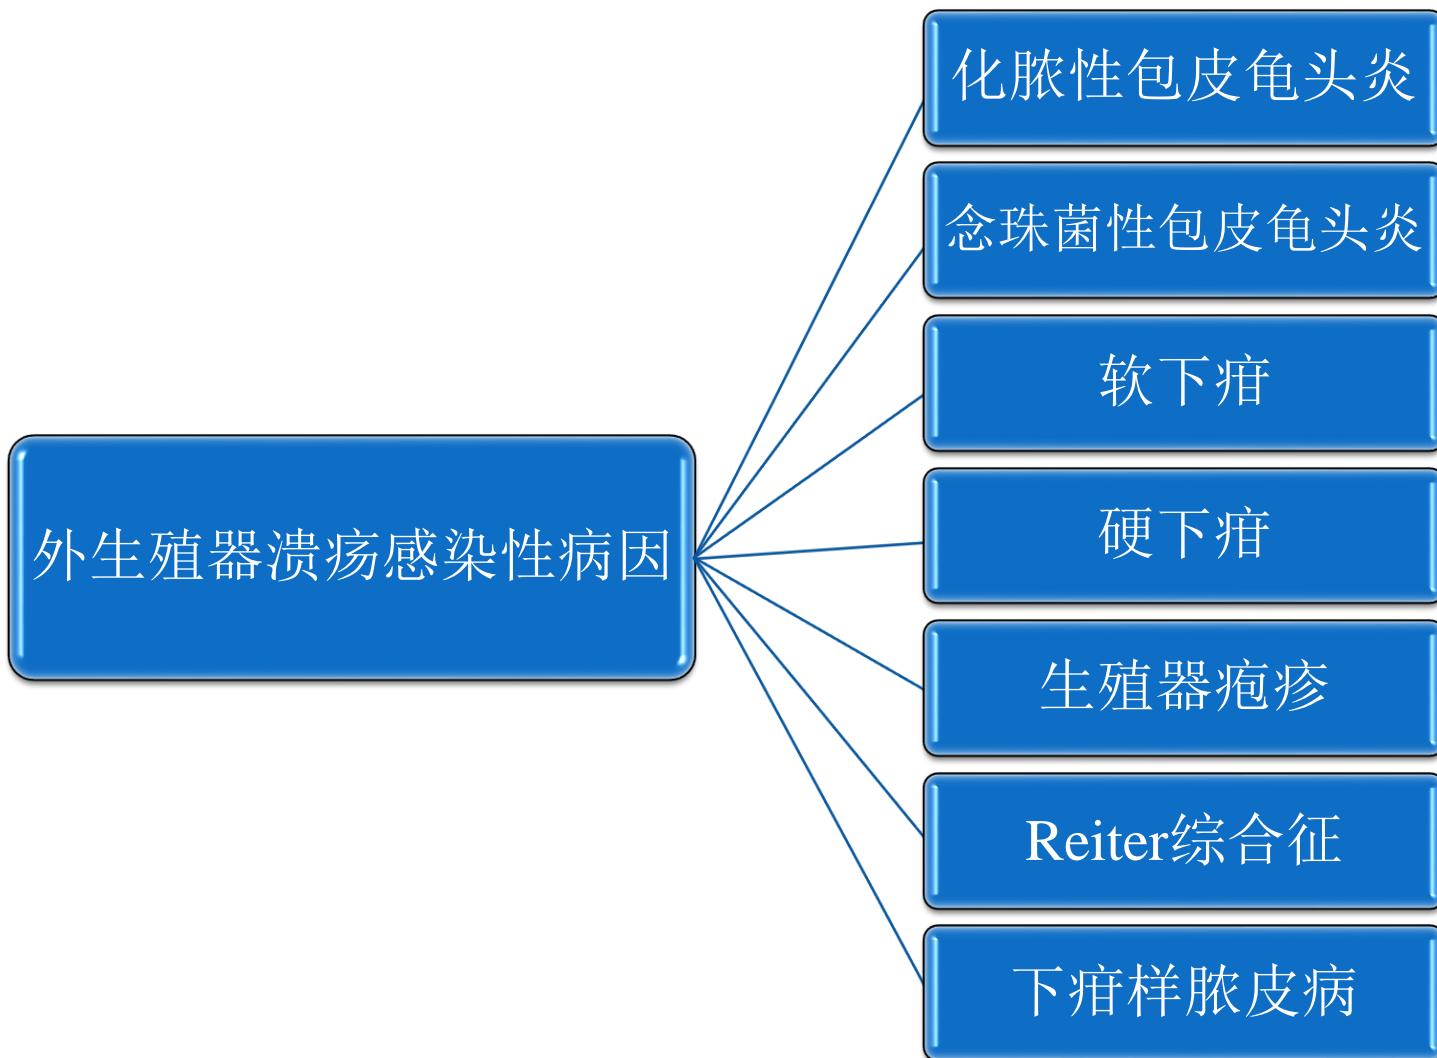 化脓性包皮龟头炎
念珠菌性包皮龟头炎
软下疳
硬下疳
外生殖器溃疡感染性病因
生殖器疱疹
Reiter综合征
下疳样脓皮病